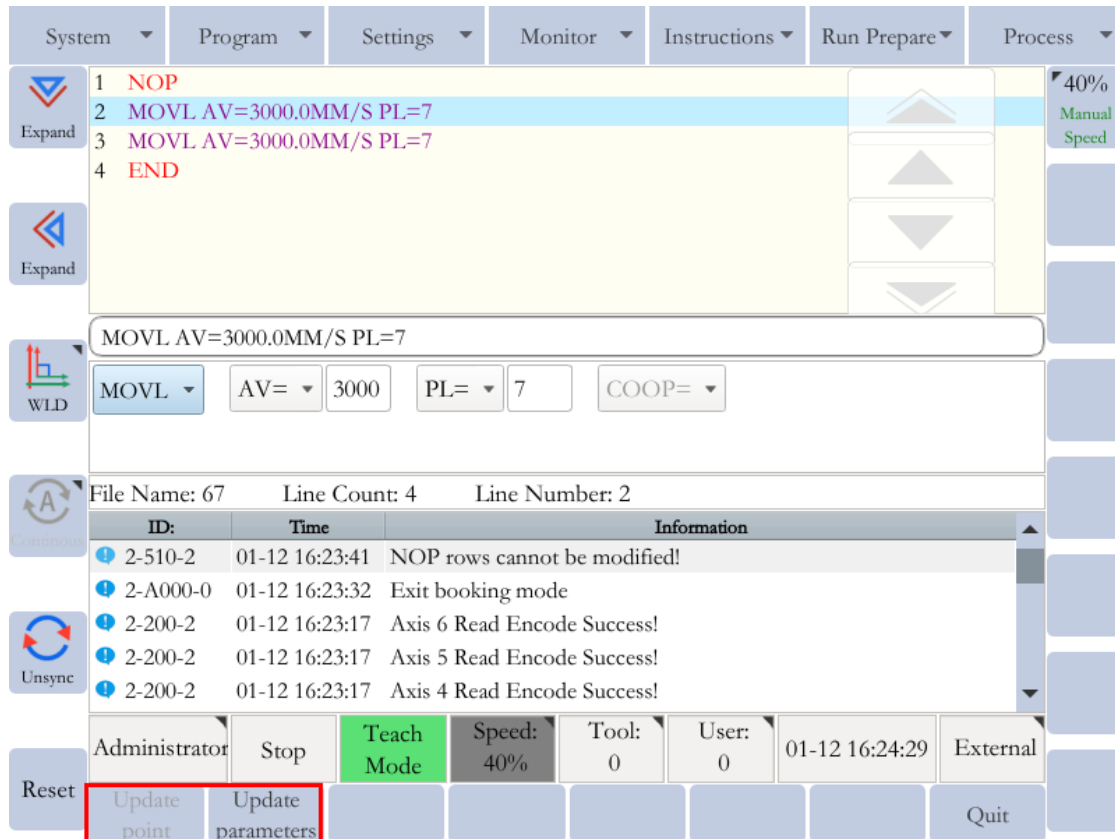 System Program Settings Monitor Instructions Run Prepare Process
Expand
1 NOP
2 MOVL AV=3000.0MM/S PL=7
3 MOVL AV=3000.0MM/S PL=7
4 END
40%
Manual
Speed
Expand
MOVL AV=3000.0MM/S PL=7
WLD
MOVL AV= 3000 PL= 7 COOP=
File Name: 67 Line Count: 4 Line Number: 2
A
Continous
ID: Time Information
2-510-2 01-12 16:23:41 NOP rows cannot be modified!
2-A000-0 01-12 16:23:32 Exit booking mode
2-200-2 01-12 16:23:17 Axis 6 Read Encode Success!
2-200-2 01-12 16:23:17 Axis 5 Read Encode Success!
2-200-2 01-12 16:23:17 Axis 4 Read Encode Success!
Unsync
Administrator
Stop
Teach
Mode
Speed:
40%
Tool:
0
User:
0
01-12 16:24:29
External
Reset
Update
point
Update
parameters
Quit